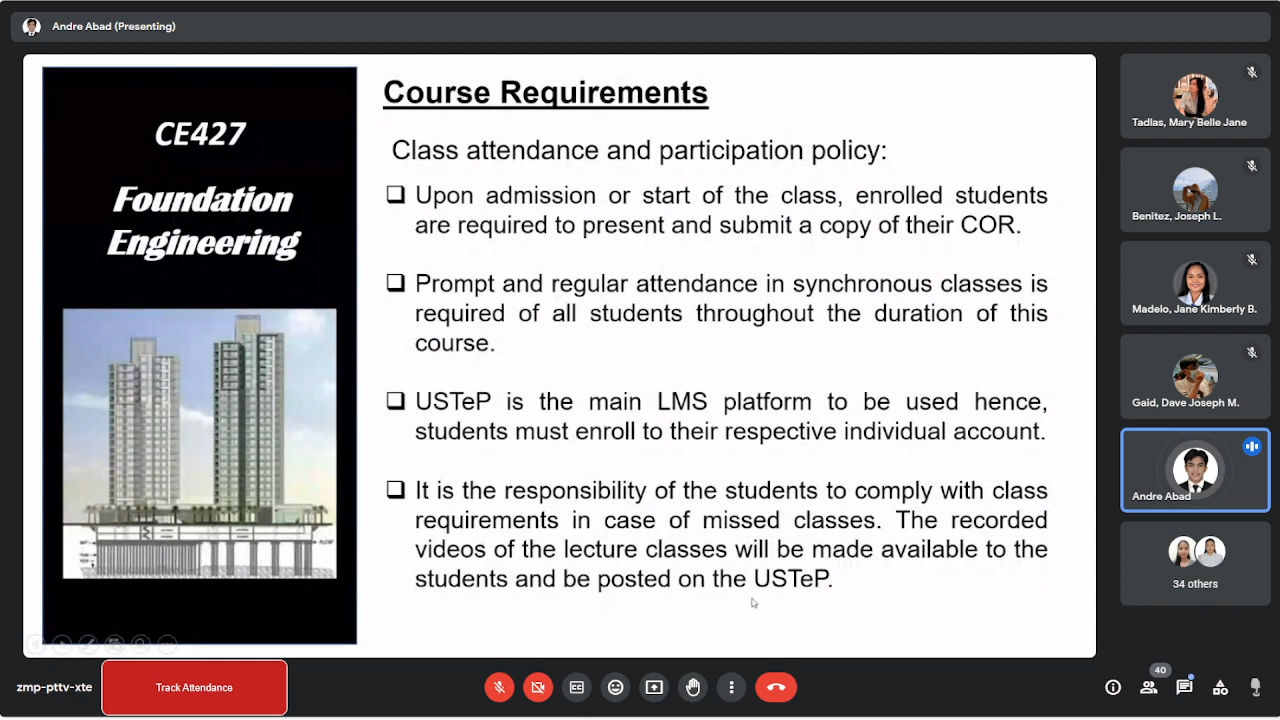 Andre Abad (Presenting)
CE427
Foundation
Engineering
Course Requirements
Class attendance and participation policy:
Upon admission or start of the class, enrolled students
are required to present and submit a copy of their COR.
Prompt and regular attendance in synchronous classes is
required of all students throughout the duration of this
course.
USTeP is the main LMS platform to be used hence,
students must enroll to their respective individual account.
It is the responsibility of the students to comply with class
requirements in case of missed classes. The recorded
videos of the lecture classes will be made available to the
students and be posted on the USTeP.
Tadlas, Mary Belle Jane
Benitez, Joseph L.
Madelo, Jane Kimberly B.
Gaid, Dave Joseph M.
Andre Abad
34 others
zmp-pttv-xte
Track Attendance
CC
40